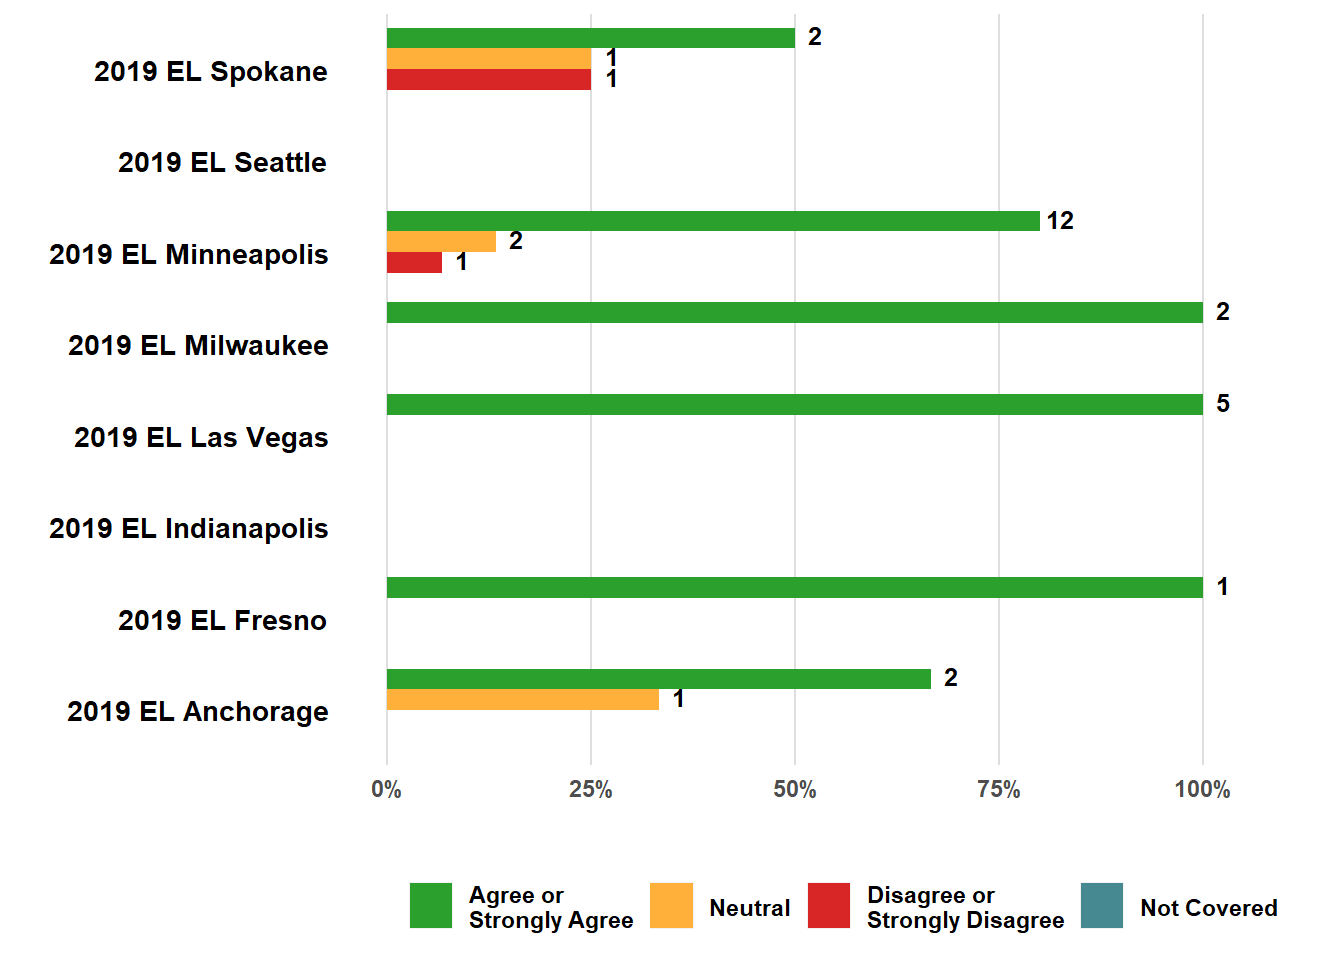 2
1
2019 EL Spokane
1
2019 EL Seattle
12
2
2019 EL Minneapolis
1
2
2019 EL Milwaukee
5
2019 EL Las Vegas
2019 EL Indianapolis
1
2019 EL Fresno
2
1
2019 EL Anchorage
0% 25% 50% 75% 100%
Agree or
Strongly Agree
Neutral
Disagree or
Strongly Disagree
Not Covered